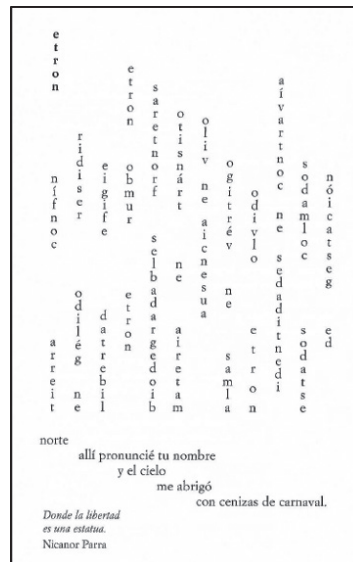 etron nífnoc arreit
ridiser odilég ne
eigife datrebil
etron obmur etron
saretnorf selbadargedoib
otisnárt ne airetam
oliv ne aicnesua
ogitrév ne samla
odivlo etron
aívartnoc ne sedaditnedi
sodamloc sodatse
nóicatseg ed
norte
allí pronuncié tu nombre
y el cielo
me abrigó
con cenizas de carnaval.
Donde la libertad
es una estatua.
Nicanor Parra